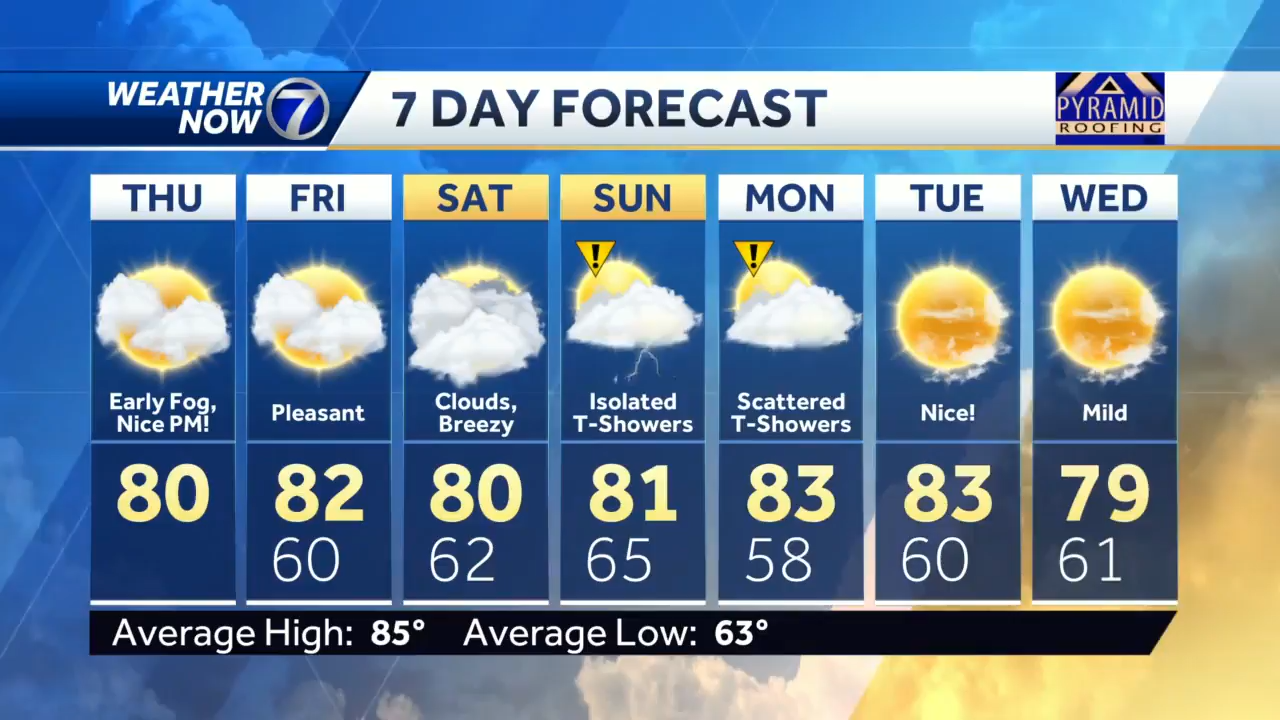 WEATHER
NOW 7
7 DAY FORECAST
PYRAMID
ROOFING
THU
FRI
SAT
SUN
MON
TUE
WED
!
!
Early Fog,
Nice PM!
Pleasant
Clouds,
Breezy
Isolated
T-Showers
Scattered
T-Showers
Nice!
Mild
80
82
80
81
83
83
79
60
62
65
58
60
61
Average High: 85° Average Low: 63°